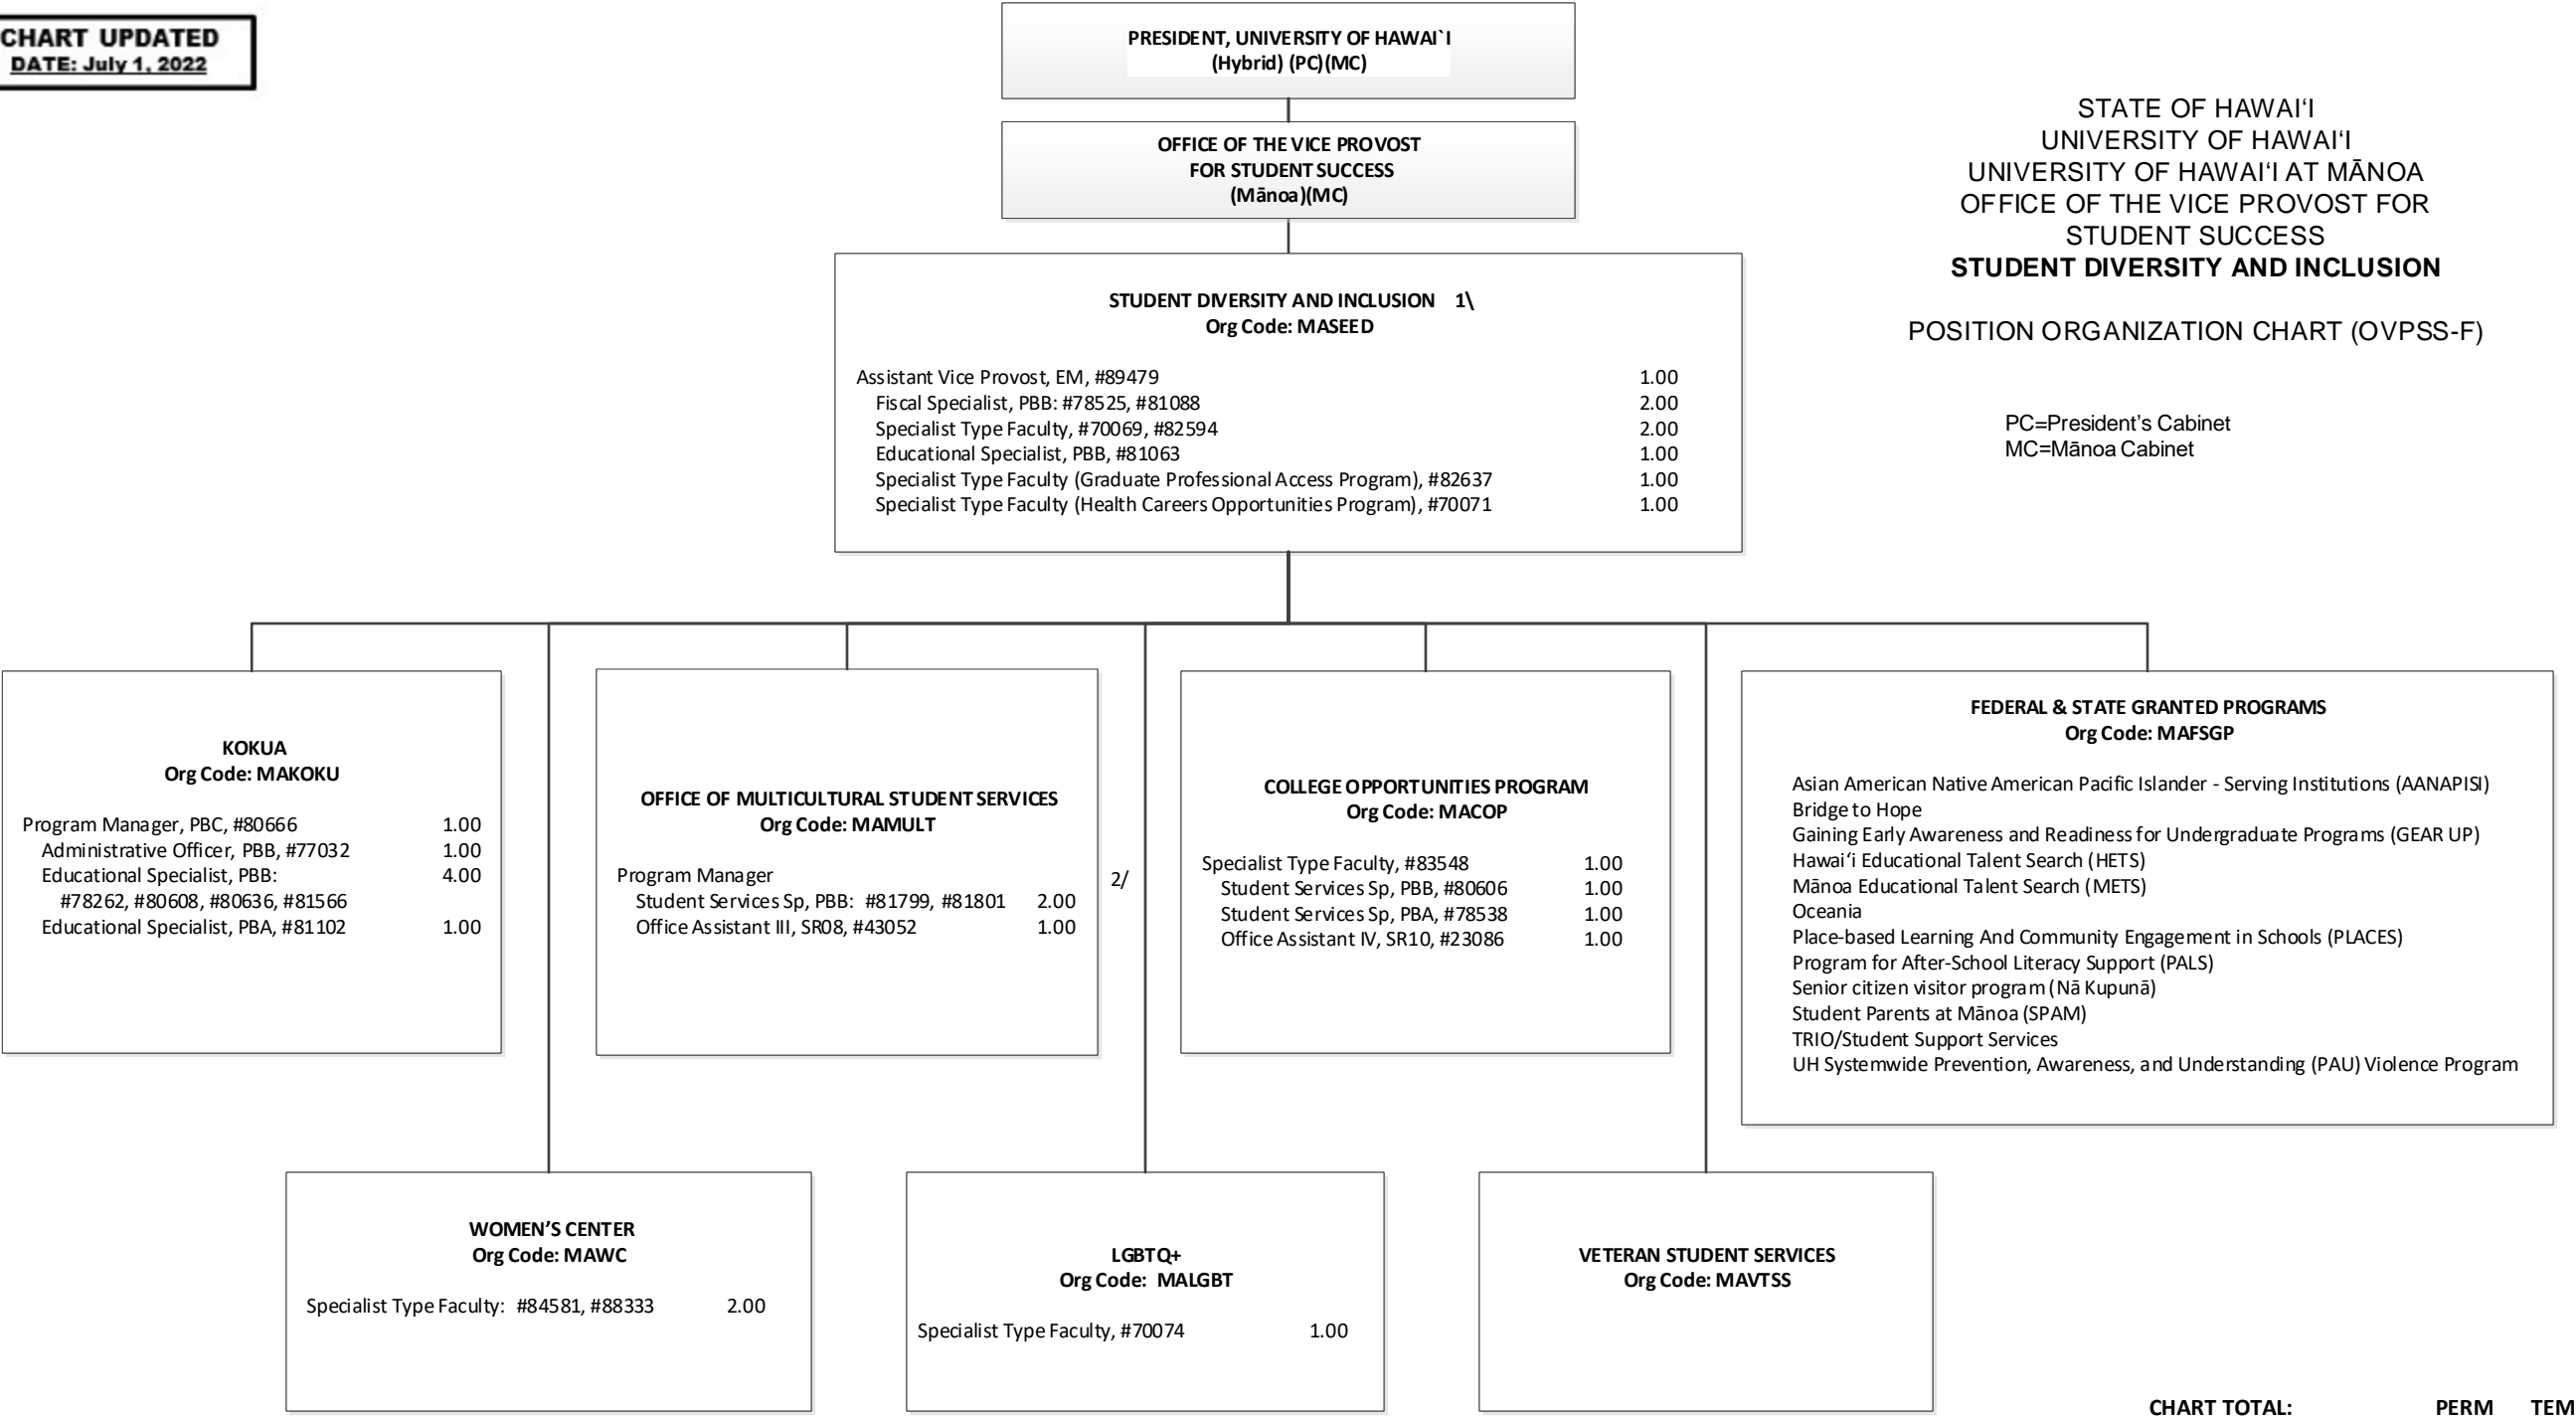 CHART UPDATED
DATE: July 1, 2022
PRESIDENT, UNIVERSITY OF HAWAI`I
(Hybrid) (PC)(MC)
OFFICE OF THE VICE PROVOST
FOR STUDENT SUCCESS
(Mānoa)(MC)
STATE OF HAWAI‘I
UNIVERSITY OF HAWAI‘I
UNIVERSITY OF HAWAI‘I AT MĀNOA
OFFICE OF THE VICE PROVOST FOR
STUDENT SUCCESS
STUDENT DIVERSITY AND INCLUSION
POSITION ORGANIZATION CHART (OVPSS-F)
PC=President’s Cabinet
MC=Mānoa Cabinet
STUDENT DIVERSITY AND INCLUSION 1\
Org Code: MASEED
Assistant Vice Provost, EM, #89479 1.00
Fiscal Specialist, PBB: #78525, #81088 2.00
Specialist Type Faculty, #70069, #82594 2.00
Educational Specialist, PBB, #81063 1.00
Specialist Type Faculty (Graduate Professional Access Program), #82637 1.00
Specialist Type Faculty (Health Careers Opportunities Program), #70071 1.00
KOKUA
Org Code: MAKOKU
Program Manager, PBC, #80666 1.00
Administrative Officer, PBB, #77032 1.00
Educational Specialist, PBB: 4.00
#78262, #80608, #80636, #81566
Educational Specialist, PBA, #81102 1.00
OFFICE OF MULTICULTURAL STUDENT SERVICES
Org Code: MAMULT
Program Manager 2/
Student Services Sp, PBB: #81799, #81801 2.00
Office Assistant III, SR08, #43052 1.00
COLLEGE OPPORTUNITIES PROGRAM
Org Code: MACOP
Specialist Type Faculty, #83548 1.00
Student Services Sp, PBB, #80606 1.00
Student Services Sp, PBA, #78538 1.00
Office Assistant IV, SR10, #23086 1.00
FEDERAL & STATE GRANTED PROGRAMS
Org Code: MAFSGP
Asian American Native American Pacific Islander - Serving Institutions (AANAPISI)
Bridge to Hope
Gaining Early Awareness and Readiness for Undergraduate Programs (GEAR UP)
Hawai‘i Educational Talent Search (HETS)
Mānoa Educational Talent Search (METS)
Oceania
Place-based Learning And Community Engagement in Schools (PLACES)
Program for After-School Literacy Support (PALS)
Senior citizen visitor program (Nā Kupunā)
Student Parents at Mānoa (SPAM)
TRIO/Student Support Services
UH Systemwide Prevention, Awareness, and Understanding (PAU) Violence Program
WOMEN’S CENTER
Org Code: MAWC
Specialist Type Faculty: #84581, #88333 2.00
LGBTQ+
Org Code: MALGBT
Specialist Type Faculty, #70074 1.00
VETERAN STUDENT SERVICES
Org Code: MAVTSS
CHART TOTAL: PERM TEM